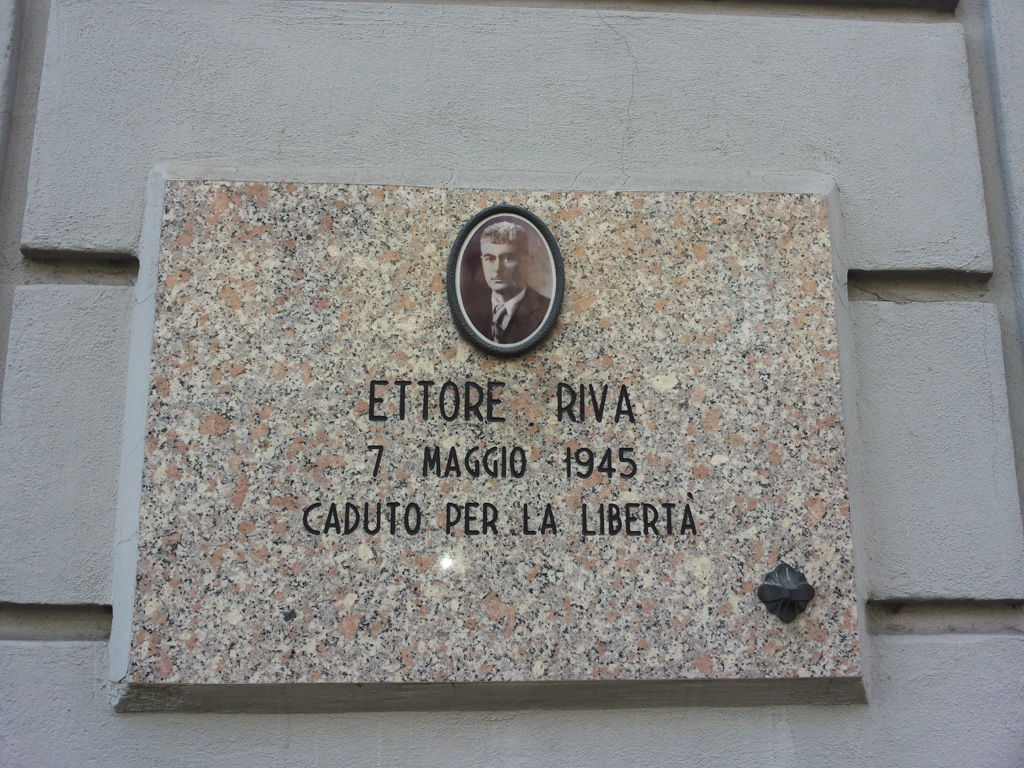 ETTORE RIVA
7 MAGGIO 1945
CADUTO PER LA LIBERTÀ